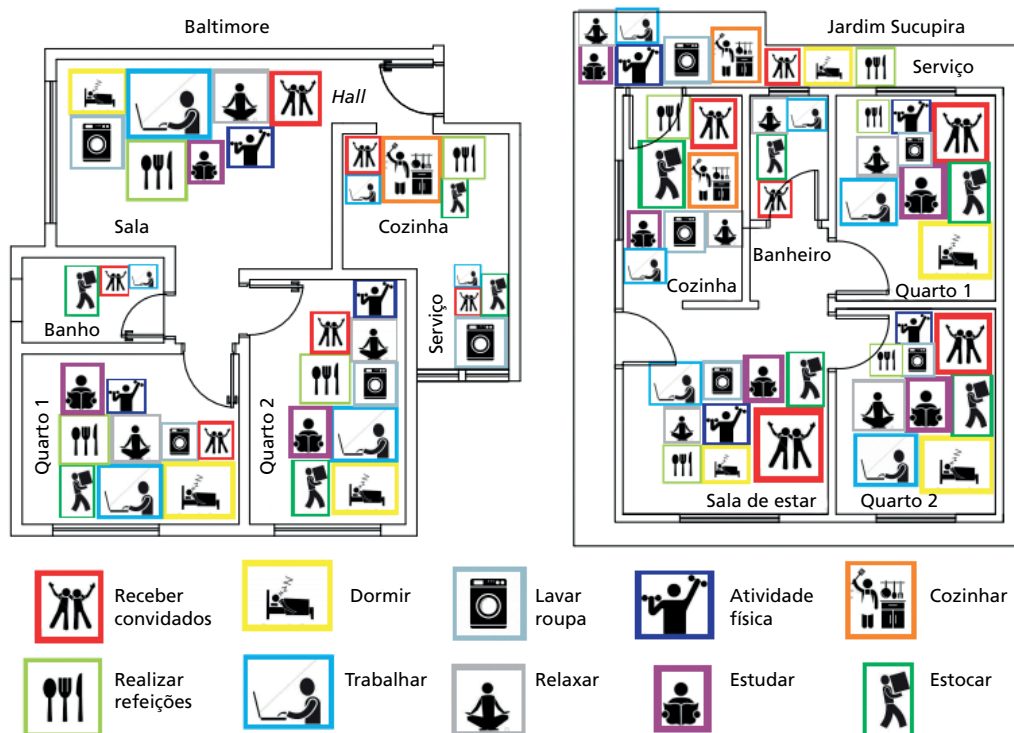 Baltimore
Hall
Sala
Cozinha
Banho
Serviço
Quarto 1
Quarto 2
Jardim Sucupira
Serviço
Banheiro
Cozinha
Quarto 1
Sala de estar
Quarto 2
Receber
convidados
Dormir
Lavar
roupa
Atividade
física
Cozinhar
Realizar
refeições
Trabalhar
Relaxar
Estudar
Estocar